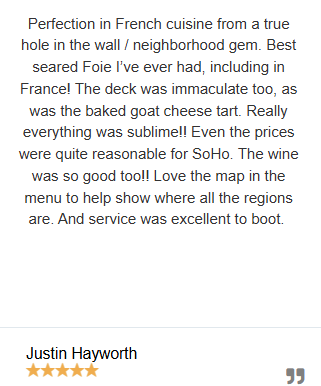 Perfection in French cuisine from a true
hole in the wall / neighborhood gem. Best
seared Foie I've ever had, including in
France! The deck was immaculate too, as
was the baked goat cheese tart. Really
everything was sublime!! Even the prices
were quite reasonable for SoHo. The wine
was so good too!! Love the map in the
menu to help show where all the regions
are. And service was excellent to boot.
Justin Hayworth